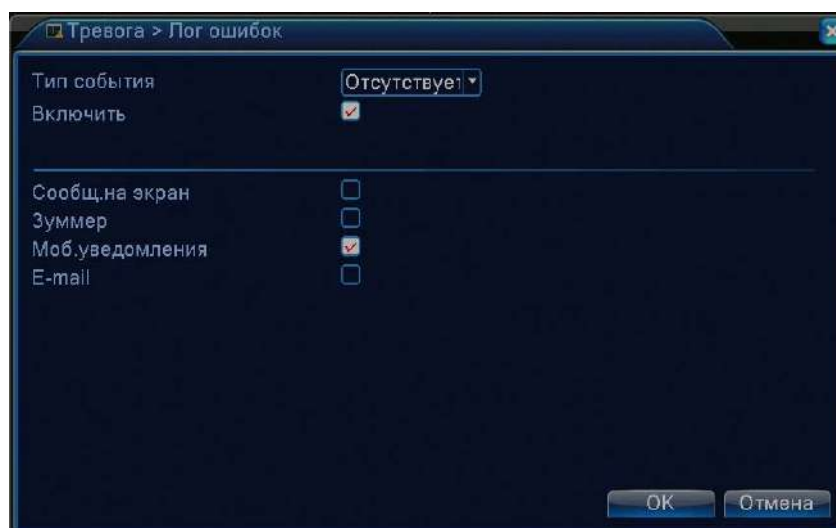 Тревога > Лог ошибок
Тип события Отсутствует
Включить
Сообщ.на экран
Зуммер
Моб.уведомления
E-mail
OK Отмена